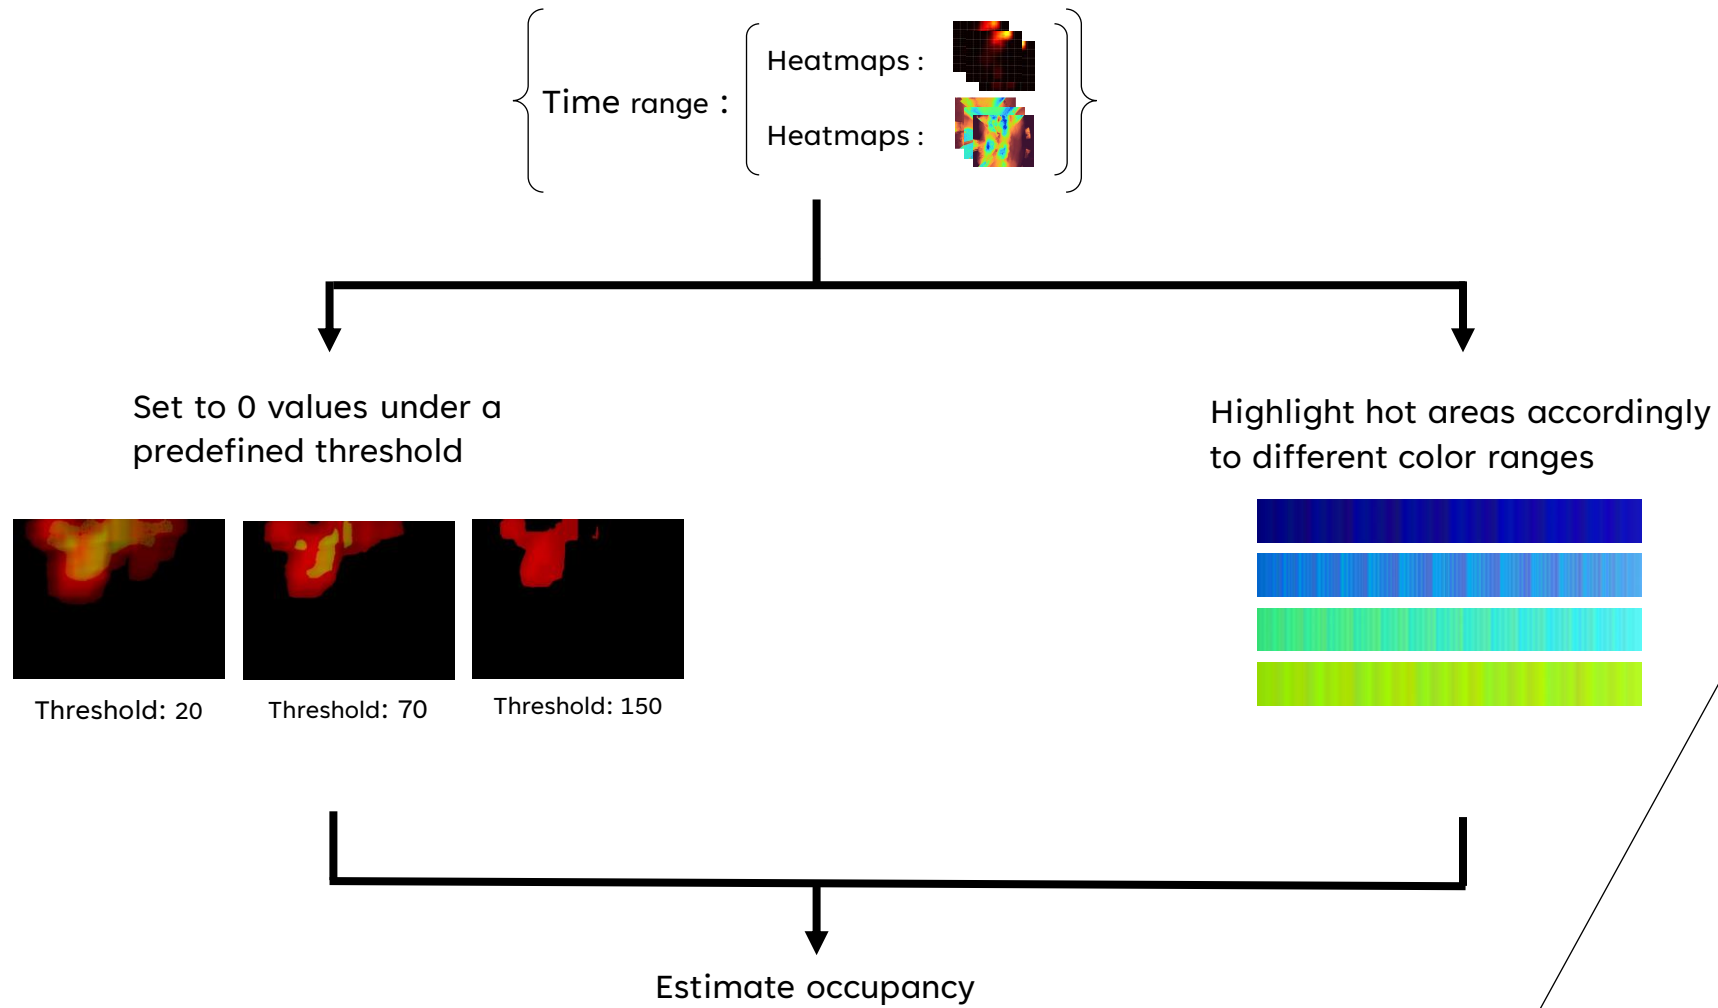 Time range :
Heatmaps :
Heatmaps :
Set to 0 values under a
predefined threshold
Highlight hot areas accordingly
to different color ranges
Threshold: 20
Threshold: 70
Threshold: 150
Estimate occupancy